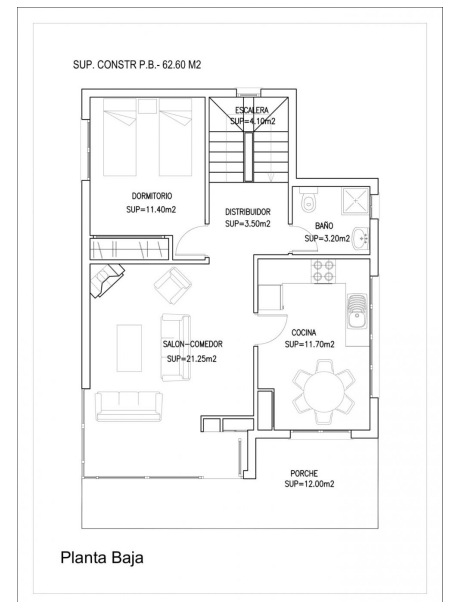 SUP. CONSTR P.B.- 62.60 M2
ESCALERA
SUP=4.10m2
DORMITORIO
SUP=11.40m2
DISTRIBUIDOR
SUP=3.50m2
BAÑO
SUP=3.20m2
SALON-COMEDOR
SUP=21.25m2
COCINA
SUP=11.70m2
PORCHE
SUP=12.00m2
Planta Baja